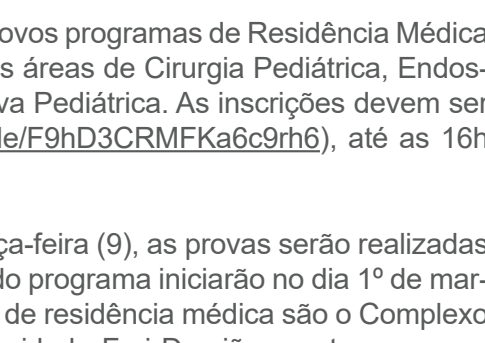 ovos programas de Residência Médica
s áreas de Cirurgia Pediátrica, Endos-
va Pediátrica. As inscrições devem ser
le/F9hD3CRMFKa6c9rh6), até as 16h
ça-feira (9), as provas serão realizadas
do programa iniciarão no dia 1º de mar-
de residência médica são o Complexo